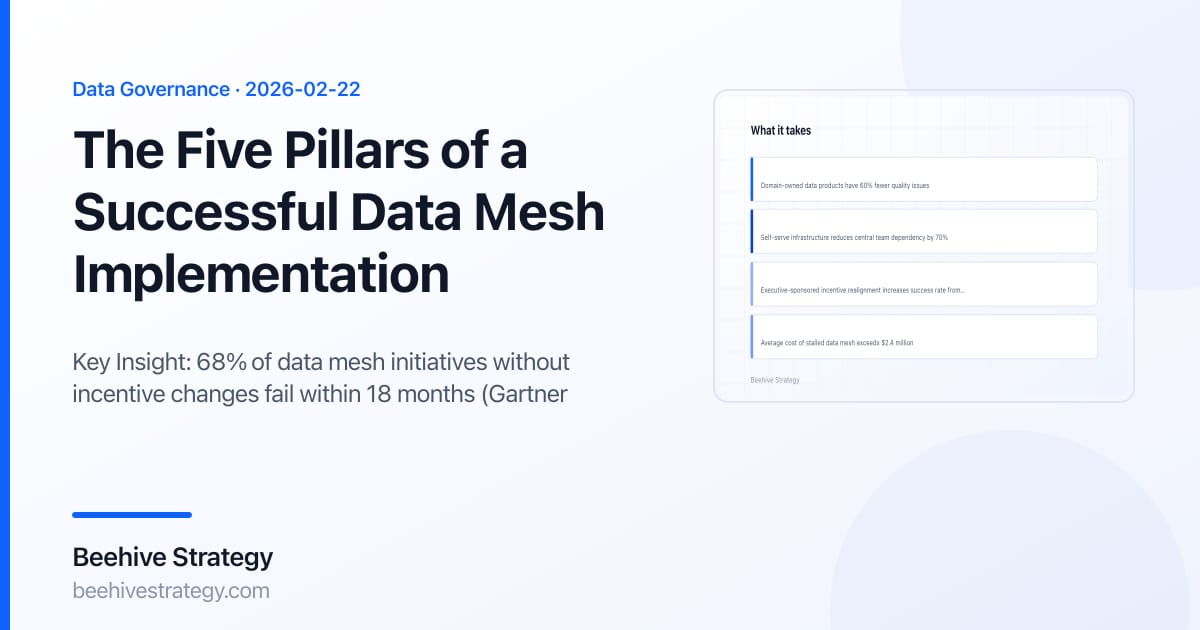 Data Governance · 2026-02-22
The Five Pillars of a
Successful Data Mesh
Implementation
Key Insight: 68% of data mesh initiatives without
incentive changes fail within 18 months (Gartner
Beehive Strategy
beehivestrategy.com
What it takes
Domain-owned data products have 60% fewer quality issues
Self-serve infrastructure reduces central team dependency by 70%
Executive-sponsored incentive realignment increases success rate from...
Average cost of stalled data mesh exceeds $2.4 million
Beehive Strategy